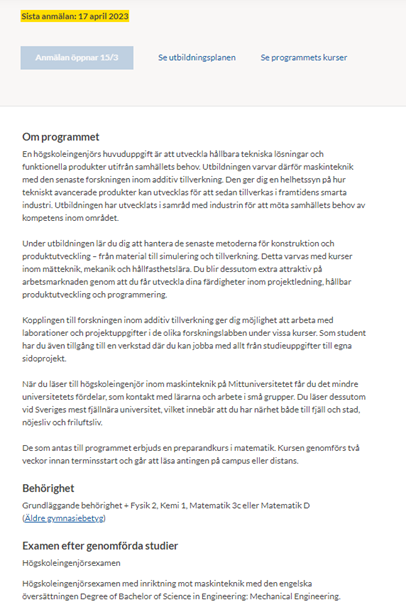 Sista anmälan: 17 april 2023
Anmälan öppnar 15/3
Se utbildningsplanen
Se programmets kurser
Om programmet
En högskoleingenjörs huvuduppgift är att utveckla hållbara tekniska lösningar och
funktionella produkter utifrån samhällets behov. Utbildningen varvar därför maskinteknik
med den senaste forskningen inom additiv tillverkning. Den ger dig en helhetssyn på hur
tekniskt avancerade produkter kan utvecklas för att sedan tillverkas i framtidens smarta
industri. Utbildningen har utvecklats i samråd med industrin för att möta samhällets behov av
kompetens inom området.
Under utbildningen lär du dig att hantera de senaste metoderna för konstruktion och
produktutveckling – från material till simulering och tillverkning. Detta varvas med kurser
inom mätteknik, mekanik och hållfasthetslära. Du blir dessutom extra attraktiv på
arbetsmarknaden genom att du får utveckla dina färdigheter inom projektledning, hållbar
produktutveckling och programmering.
Kopplingen till forskningen inom additiv tillverkning ger dig möjlighet att arbeta med
laborationer och projektuppgifter i de olika forskningslabben under vissa kurser. Som student
har du även tillgång till en verkstad där du kan jobba med allt från studieuppgifter till egna
sidoprojekt.
När du läser till högskoleingenjör inom maskinteknik på Mittuniversitetet får du det mindre
universitetets fördelar, som kontakt med lärarna och arbete i små grupper. Du läser dessutom
vid Sveriges mest fjällnära universitet, vilket innebär att du har närhet både till fjäll och stad,
nöjesliv och friluftsliv.
De som antas till programmet erbjuds en preparandkurs i matematik. Kursen genomförs två
veckor innan terminsstart och går att läsa antingen på campus eller distans.
Behörighet
Grundläggande behörighet + Fysik 2, Kemi 1, Matematik 3c eller Matematik D
(Äldre gymnasiebetyg)
Examen efter genomförda studier
Högskoleingenjörsexamen
Högskoleingenjörsexamen med inriktning mot maskinteknik med den engelska
översättningen Degree of Bachelor of Science in Engineering: Mechanical Engineering.